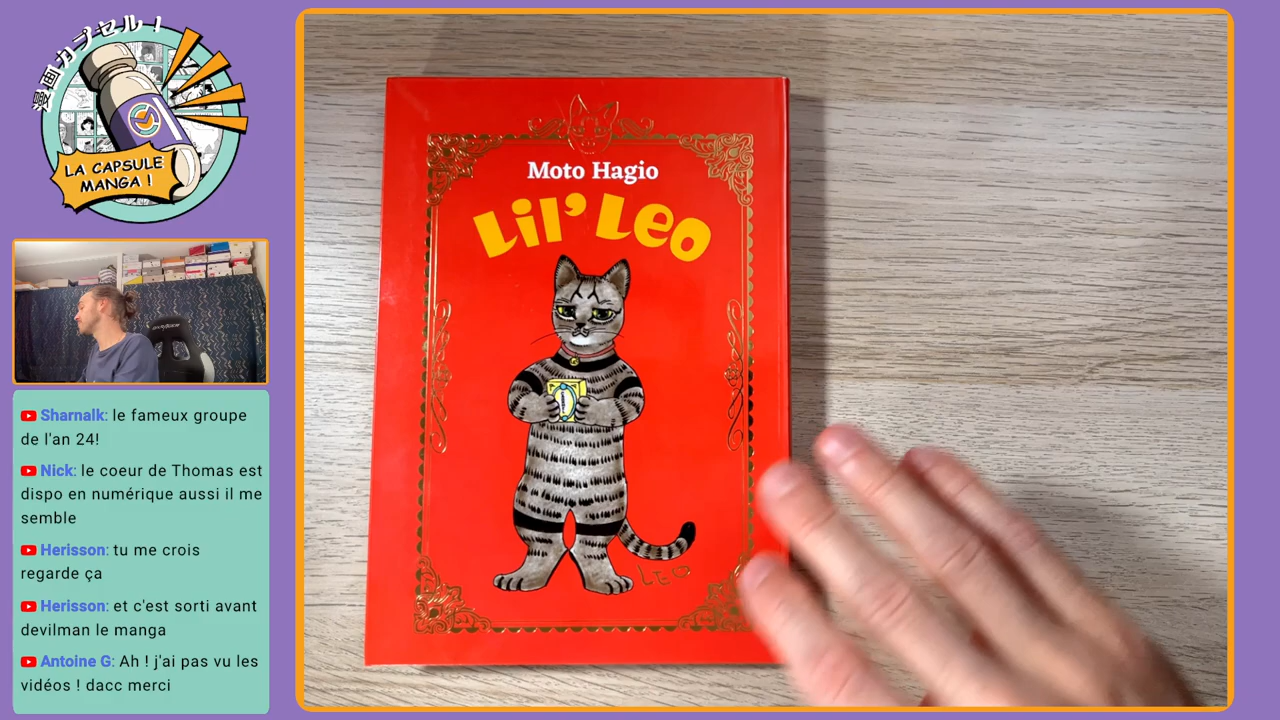 漫画カプセル！
LA CAPSULE
MANGA !
Moto Hagio
Lil' Leo
LEO
Sharnalk: le fameux groupe
de l'an 24!
Nick: le coeur de Thomas est
dispo en numérique aussi il me
semble
Herisson: tu me crois
regarde ça
Herisson: et c'est sorti avant
devilman le manga
Antoine G: Ah ! j'ai pas vu les
vidéos ! dacc merci